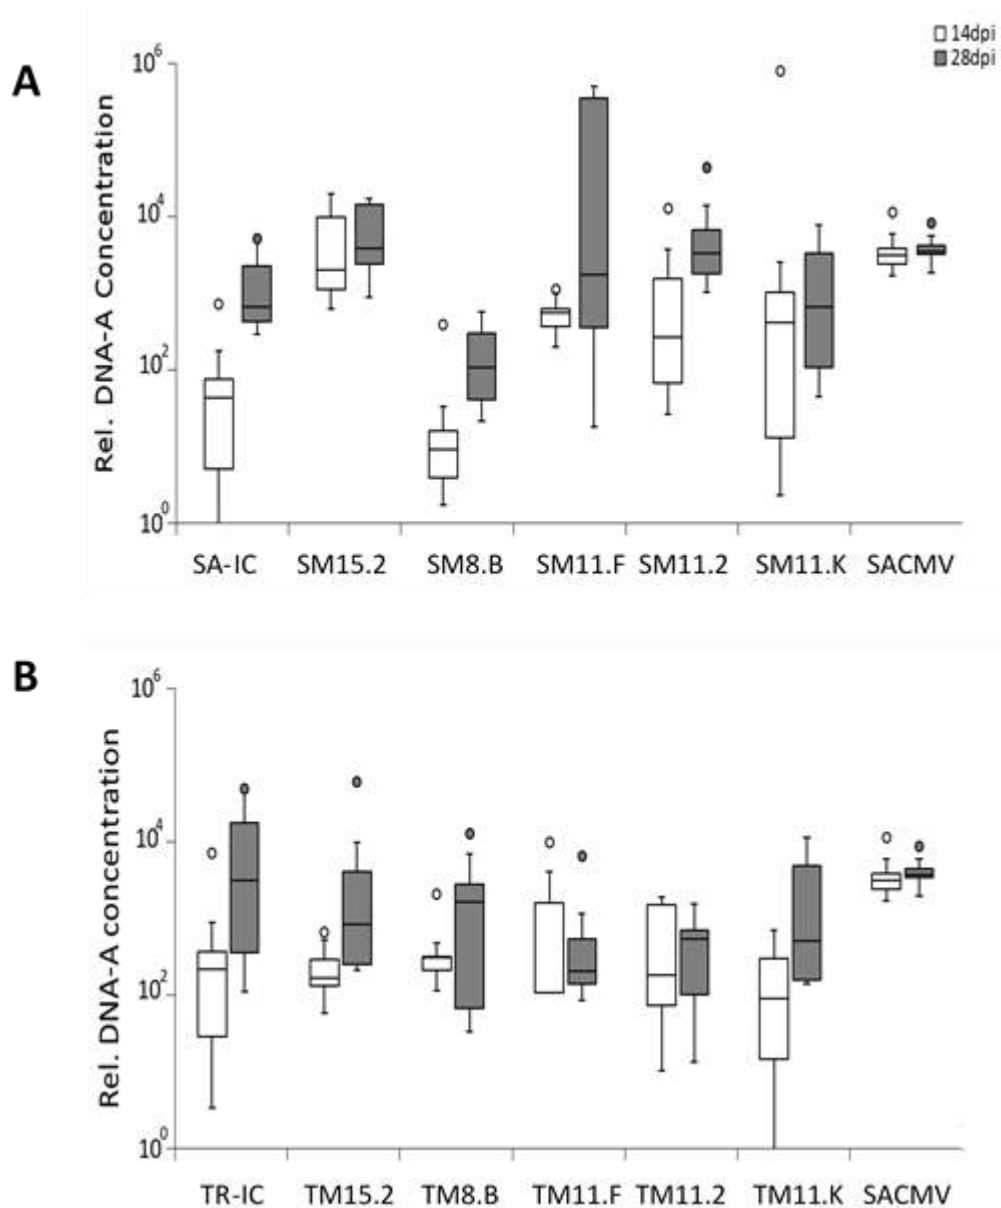 14dpi
28dpi
A
Rel. DNA-A Concentration
10^6
10^4
10^2
10^0
SA-IC SM15.2 SM8.B SM11.F SM11.2 SM11.K SACMV
B
Rel. DNA-A concentration
10^6
10^4
10^2
10^0
TR-IC TM15.2 TM8.B TM11.F TM11.2 TM11.K SACMV